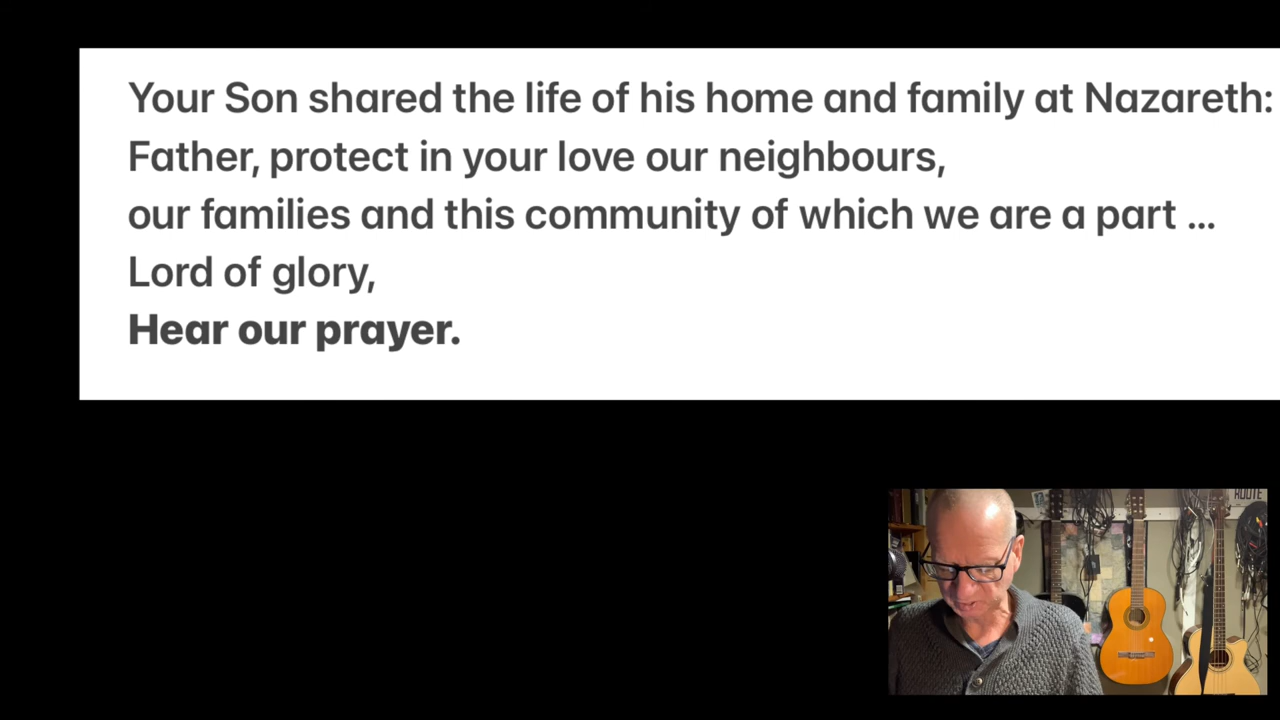 Your Son shared the life of his home and family at Nazareth:
Father, protect in your love our neighbours,
our families and this community of which we are a part ...
Lord of glory,
Hear our prayer.
ROUTE